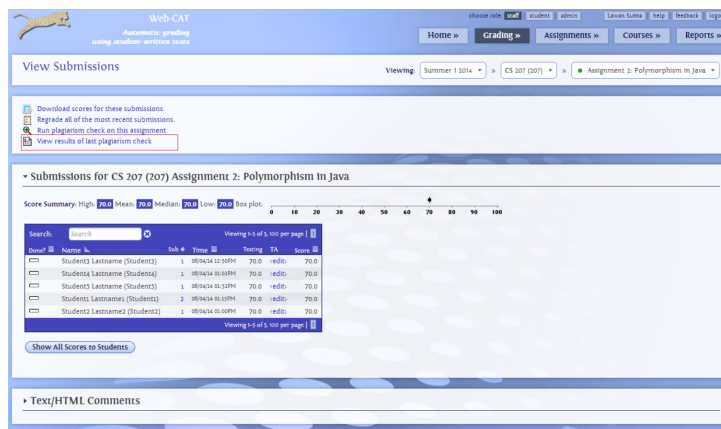 Web-CAT
Automatic grading
using student-written tests
choose role: staff student admin Lewan Sutha help feedback logo
Home » Grading » Assignments » Courses » Reports »
View Submissions
Viewing: Summer I 2014 » CS 207 (207) » Assignment 2: Polymorphism in Java
Download scores for these submissions.
Regrade all of the most recent submissions.
Run plagiarism check on this assignment
View results of last plagiarism check
Submissions for CS 207 (207) Assignment 2: Polymorphism in Java
Score Summary: High: 70.0 Mean: 70.0 Median: 70.0 Low: 70.0 Box plot:
0 10 20 30 40 50 60 70 80 90 100
Search: Search Viewing 1-5 of 5, 100 per page | 1
Done? Name Sub # Time Testing TA Score
Student3 Lastname (Student3) 1 06/04/14 12:50PM 70.0 <edit> 70.0
Student4 Lastname (Student4) 1 06/04/14 01:02PM 70.0 <edit> 70.0
Student5 Lastname (Student5) 1 06/04/14 01:52PM 70.0 <edit> 70.0
Student1 Lastname1 (Student1) 2 06/04/14 01:15PM 70.0 <edit> 70.0
Student2 Lastname2 (Student2) 1 06/04/14 01:00PM 70.0 <edit> 70.0
Viewing 1-5 of 5, 100 per page | 1
Show All Scores to Students
Text/HTML Comments